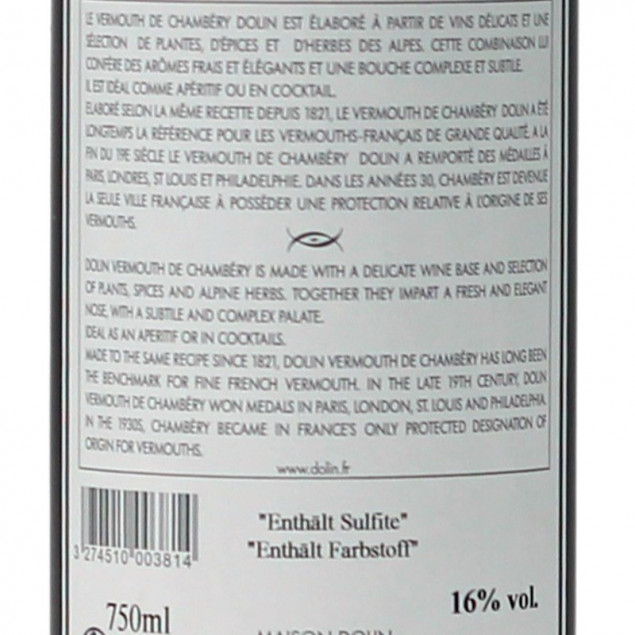 LE VERMOUTH DE CHAMBÉRY DOLIN EST ÉLABORÉ À PARTIR DE VINS DÉLICATS ET UNE
SÉLECTION DE PLANTES, D'ÉPICES ET D'HERBES DES ALPES. CETTE COMBINAISON LUI
CONFÈRE DES ARÔMES FRAIS ET ÉLÉGANTS ET UNE BOUCHE COMPLEXE ET SUBTILE.
IL EST IDÉAL COMME APÉRITIF OU EN COCKTAIL.
ELABORÉ SELON LA MÊME RECETTE DEPUIS 1821, LE VERMOUTH DE CHAMBÉRY DOLIN A ÉTÉ
LONGTEMPS LA RÉFÉRENCE POUR LES VERMOUTHS-FRANÇAIS DE GRANDE QUALITÉ. A LA
FIN DU 19E SIÈCLE LE VERMOUTH DE CHAMBÉRY DOLIN A REMPORTÉ DES MÉDAILLES À
PARIS, LONDRES, ST LOUIS ET PHILADELPHIE. DANS LES ANNÉES 30, CHAMBÉRY EST DEVENUE
LA SEULE VILLE FRANÇAISE À POSSÉDER UNE PROTECTION RELATIVE À L'ORIGINE DE SES
VERMOUTHS.
DOLIN VERMOUTH DE CHAMBÉRY IS MADE WITH A DELICATE WINE BASE AND SELECTION
OF PLANTS, SPICES AND ALPINE HERBS. TOGETHER THEY IMPART A FRESH AND ELEGANT
NOSE, WITH A SUBTILE AND COMPLEX PALATE.
IDEAL AS AN APERITIF OR IN COCKTAILS.
MADE TO THE SAME RECIPE SINCE 1821, DOLIN VERMOUTH DE CHAMBÉRY HAS LONG BEEN
THE BENCHMARK FOR FINE FRENCH VERMOUTH. IN THE LATE 19TH CENTURY, DOLIN
VERMOUTH DE CHAMBÉRY WON MEDALS IN PARIS, LONDON, ST. LOUIS AND PHILADELPHIA.
IN THE 1930S, CHAMBÉRY BECAME IN FRANCE'S ONLY PROTECTED DESIGNATION OF
ORIGIN FOR VERMOUTHS.
www.dolin.fr
"Enthält Sulfite"
"Enthält Farbstoff"
3 274510 003814
750ml
16% vol.
MAISON DOLIN